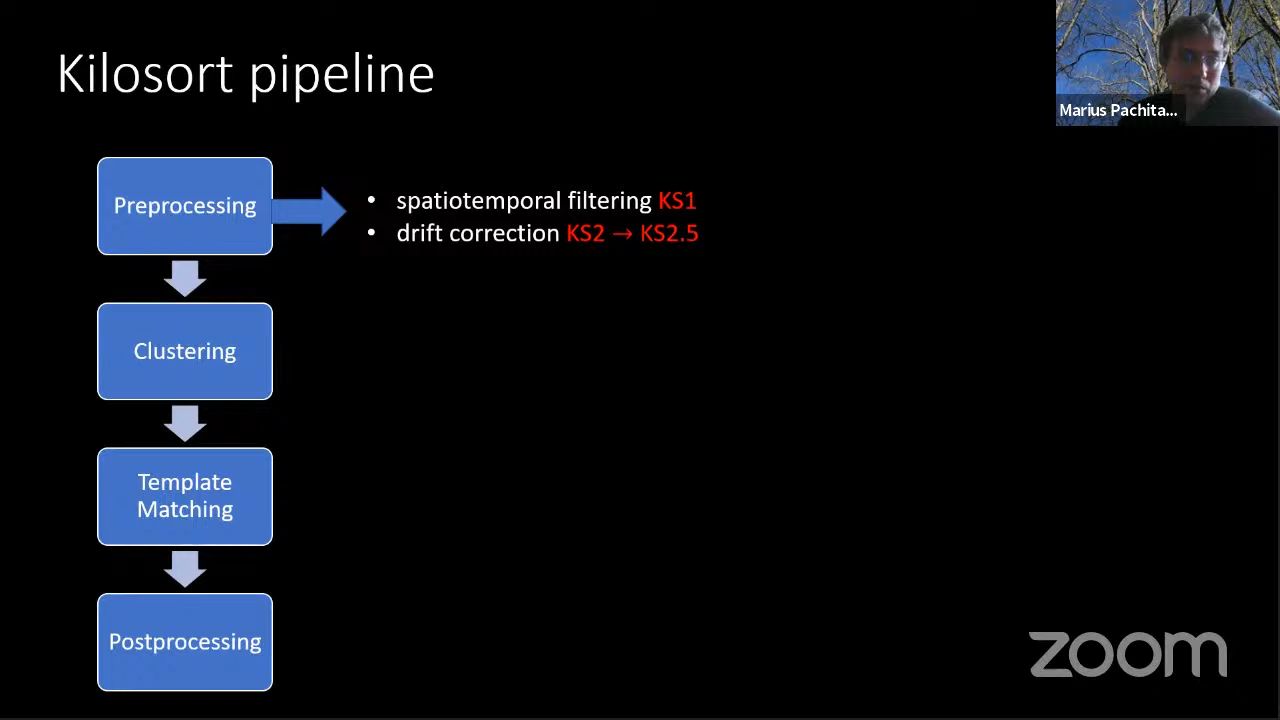 Kilosort pipeline
Marius Pachita...
Preprocessing
• spatiotemporal filtering KS1
• drift correction KS2 → KS2.5
Clustering
Template
Matching
Postprocessing
zoom